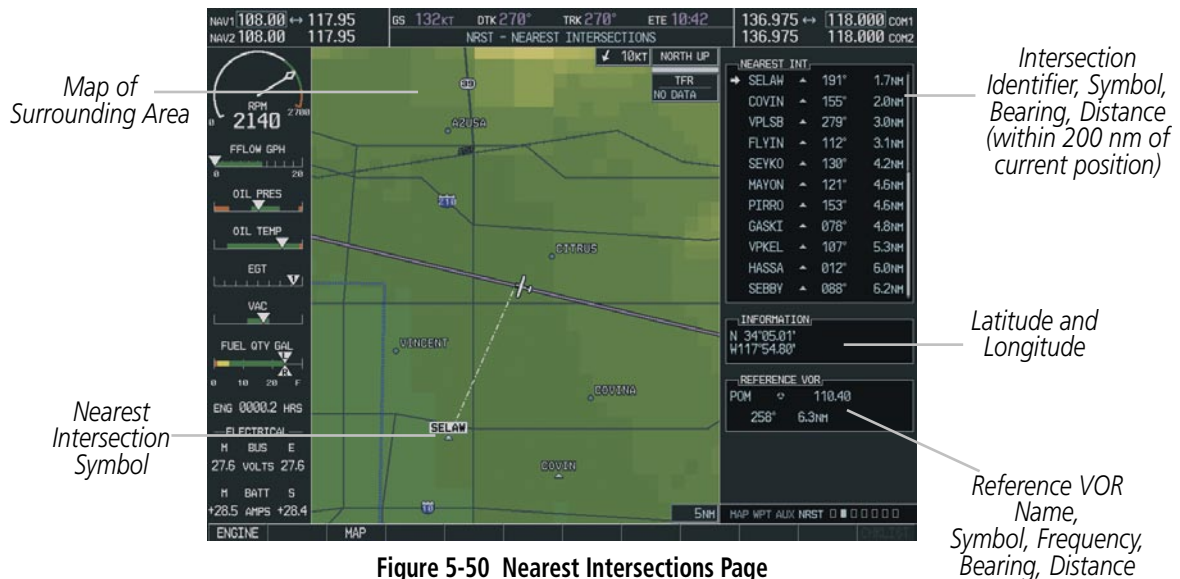 NAV1 108.00 ↔ 117.95
NAV2 108.00 117.95
GS 132KT DTK 270° TRK 270° ETE 10:42
NRST - NEAREST INTERSECTIONS
136.975 ↔ 118.000 COM1
136.975 118.000 COM2
Map of
Surrounding Area
Nearest
Intersection
Symbol
RPM
2140
0
2700
FFLOW GPH
0 20
OIL PRES
OIL TEMP
EGT
1
VAC
FUEL QTY GAL
L
R
0 10 20 F
ENG 0000.2 HRS
ELECTRICAL
M BUS E
27.6 VOLTS 27.6
M BATT S
+28.5 AMPS +28.4
10KT
NORTH UP
TFR
NO DATA
AZUSA
210
CITRUS
VINCENT
COVINA
SELAW
COVIN
10
5NM
NEAREST INT
SELAW 191° 1.7NM
COVIN 155° 2.0NM
VPLSB 279° 3.0NM
FLYIN 112° 3.1NM
SEYKO 130° 4.2NM
MAYON 121° 4.6NM
PIRRO 153° 4.6NM
GASKI 078° 4.8NM
VPKEL 107° 5.3NM
HASSA 012° 6.0NM
SEBBY 088° 6.2NM
INFORMATION
N 34°05.01'
W117°54.80'
REFERENCE VOR
POM 110.40
258° 6.3NM
MAP WPT AUX NRST
ENGINE MAP
Intersection
Identifier, Symbol,
Bearing, Distance
(within 200 nm of
current position)
Latitude and
Longitude
Reference VOR
Name,
Symbol, Frequency,
Bearing, Distance
Figure 5-50 Nearest Intersections Page